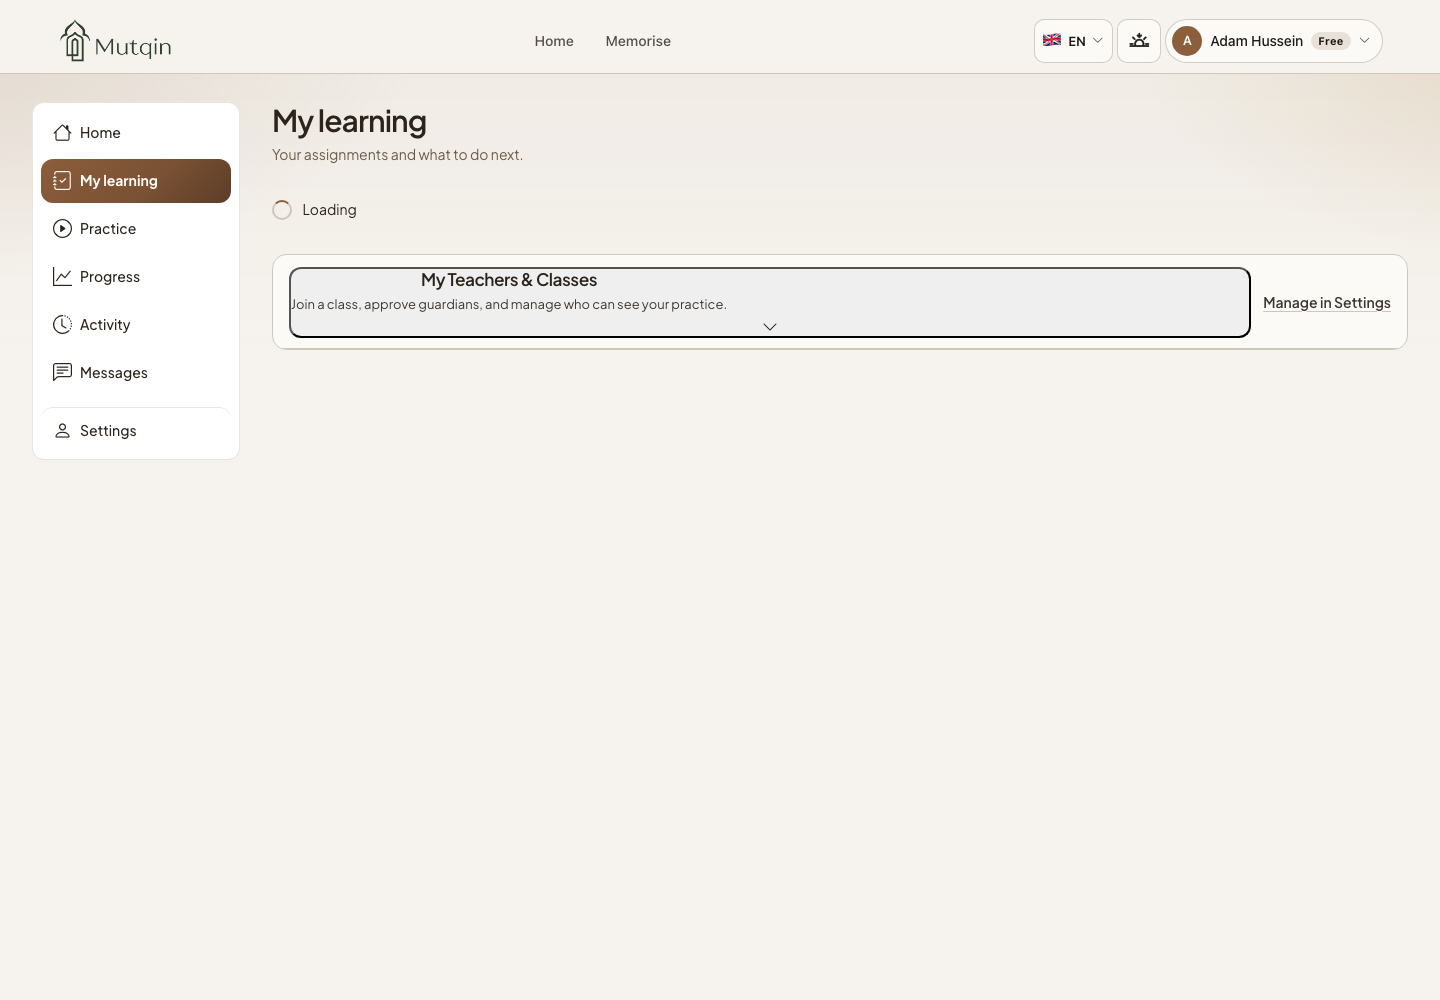 Mutqin
Home
Memorise
EN
A
Adam Hussein
Free
Home
My learning
Practice
Progress
Activity
Messages
Settings
My learning
Your assignments and what to do next.
Loading
My Teachers & Classes
Join a class, approve guardians, and manage who can see your practice.
Manage in Settings